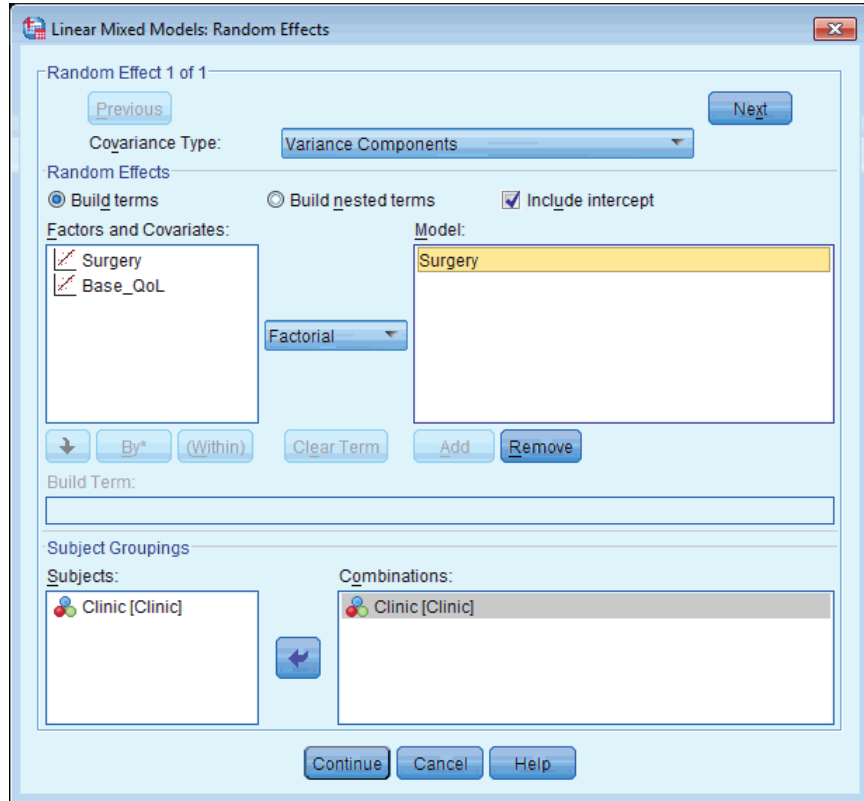 Linear Mixed Models: Random Effects
Random Effect 1 of 1
Previous
Next
Covariance Type:
Variance Components
Random Effects
Build terms
Build nested terms
Include intercept
Factors and Covariates:
Model:
Surgery
Base_QoL
Surgery
Factorial
By*
(Within)
Clear Term
Add
Remove
Build Term:
Subject Groupings
Subjects:
Combinations:
Clinic [Clinic]
Clinic [Clinic]
Continue
Cancel
Help